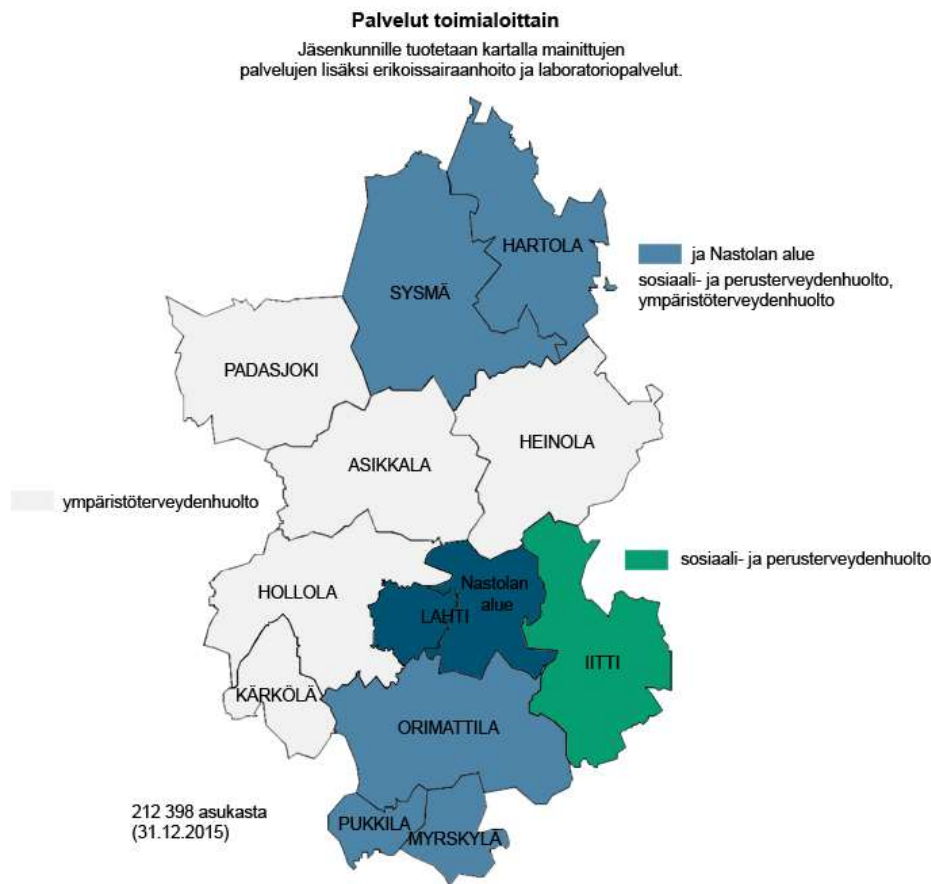 Palvelut toimialoittain
Jäsenkunnille tuotetaan kartalla mainittujen
palvelujen lisäksi erikoissairaanhoito ja laboratoriopalvelut.
HARTOLA
ja Nastolan alue
sosiaali- ja perusterveydenhuolto,
ympäristöterveydenhuolto
SYSMÄ
PADASJOKI
HEINOLA
ASIKKALA
ympäristöterveydenhuolto
sosiaali- ja perusterveydenhuolto
HOLLOLA
Nastolan
alue
LAHTI
IITTI
KÄRKÖLÄ
ORIMATTILA
212 398 asukasta
(31.12.2015)
PUKKILA
MYRSKYLÄ